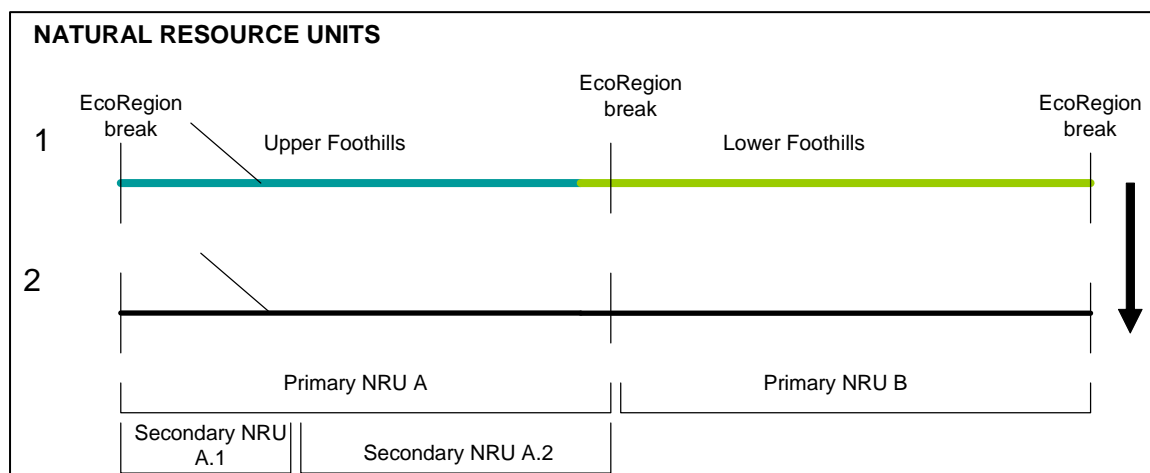 NATURAL RESOURCE UNITS
EcoRegion
break
EcoRegion
break
EcoRegion
break
1
Upper Foothills
Lower Foothills
2
Primary NRU A
Primary NRU B
Secondary NRU
A.1
Secondary NRU A.2